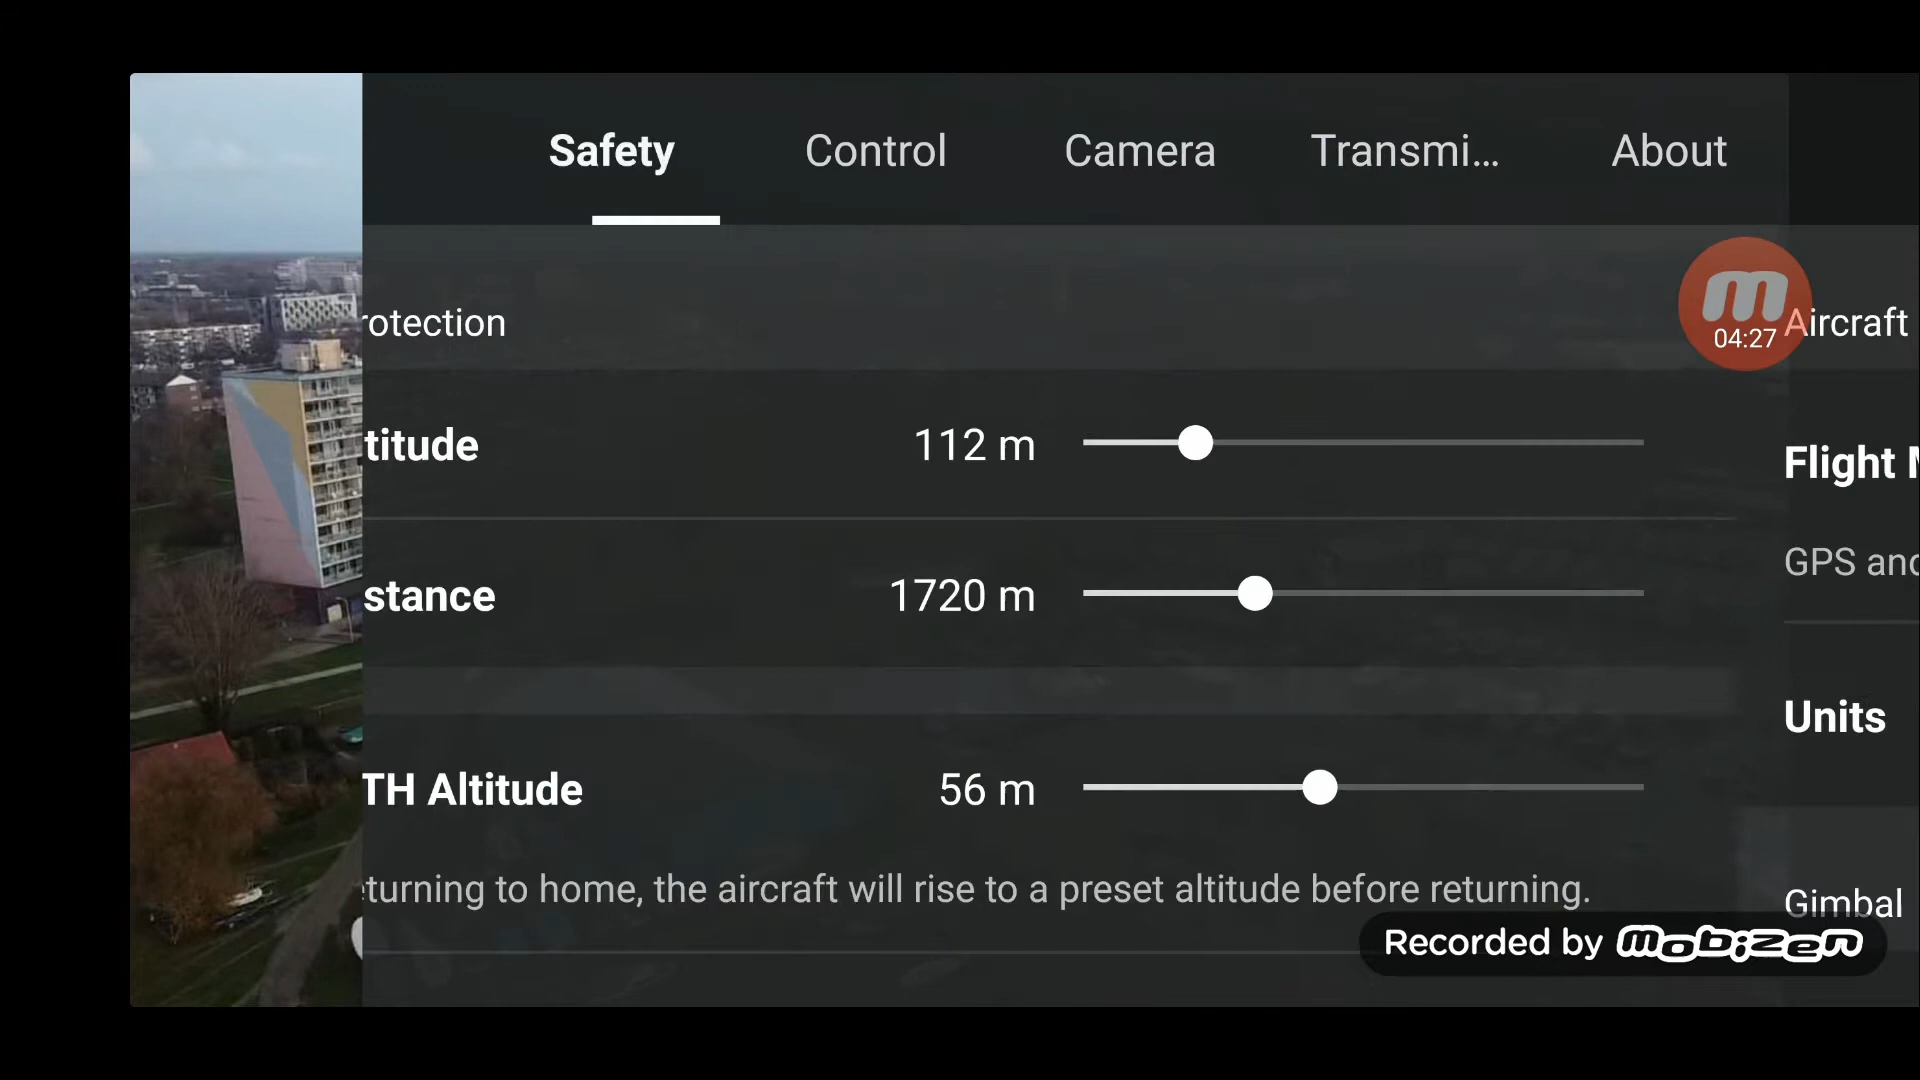 Safety Control Camera Transmi... About
rotection
04:27
Aircraft
titude 112 m
Flight
GPS and
stance 1720 m
Units
TH Altitude 56 m
turning to home, the aircraft will rise to a preset altitude before returning.
Gimbal
Recorded by mobizen